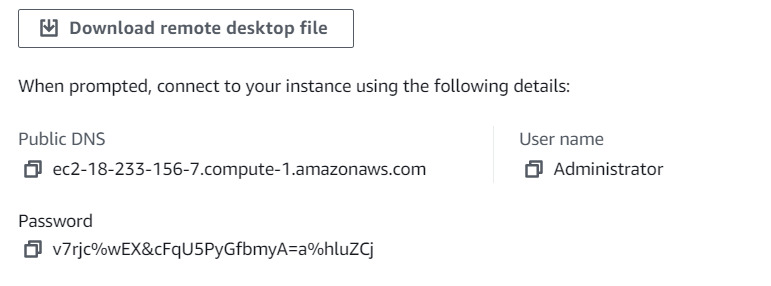 Download remote desktop file
When prompted, connect to your instance using the following details:
Public DNS
User name
ec2-18-233-156-7.compute-1.amazonaws.com
Administrator
Password
v7rjc%wEX&cFqU5PyGfbmyA=a%hluZCj